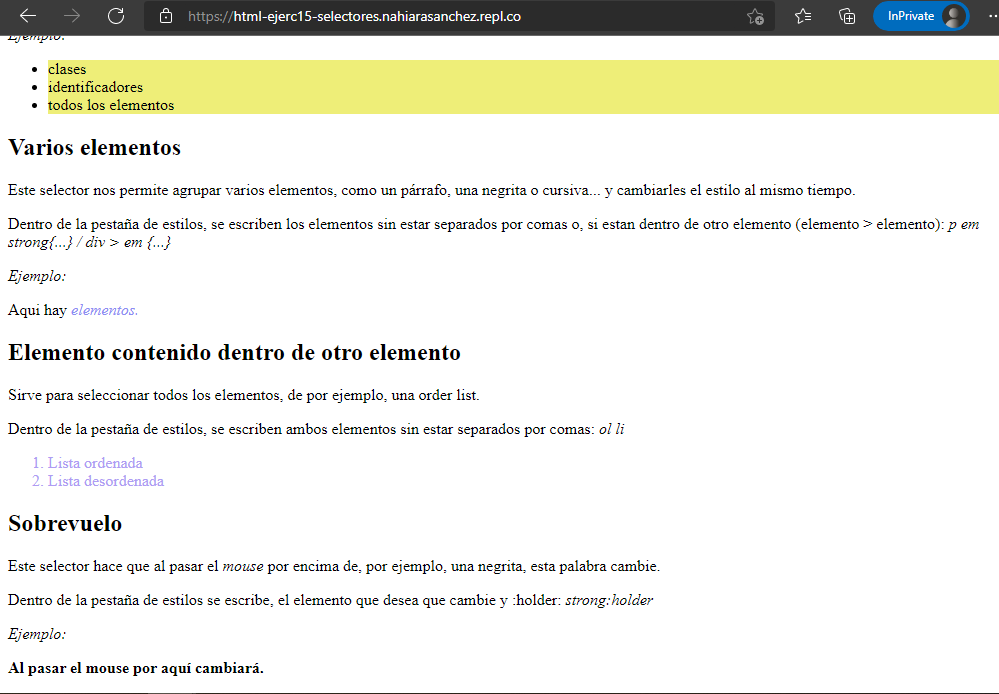 https://html-ejerc15-selectores.nahiarasanchez.repl.co
InPrivate
Ejemplo:
clases
identificadores
todos los elementos
Varios elementos
Este selector nos permite agrupar varios elementos, como un párrafo, una negrita o cursiva... y cambiarles el estilo al mismo tiempo.
Dentro de la pestaña de estilos, se escriben los elementos sin estar separados por comas o, si estan dentro de otro elemento (elemento > elemento): p em
strong{...} / div > em {...}
Ejemplo:
Aqui hay elementos.
Elemento contenido dentro de otro elemento
Sirve para seleccionar todos los elementos, de por ejemplo, una order list.
Dentro de la pestaña de estilos, se escriben ambos elementos sin estar separados por comas: ol li
1. Lista ordenada
2. Lista desordenada
Sobrevuelo
Este selector hace que al pasar el mouse por encima de, por ejemplo, una negrita, esta palabra cambie.
Dentro de la pestaña de estilos se escribe, el elemento que desea que cambie y :holder: strong:holder
Ejemplo:
Al pasar el mouse por aquí cambiará.